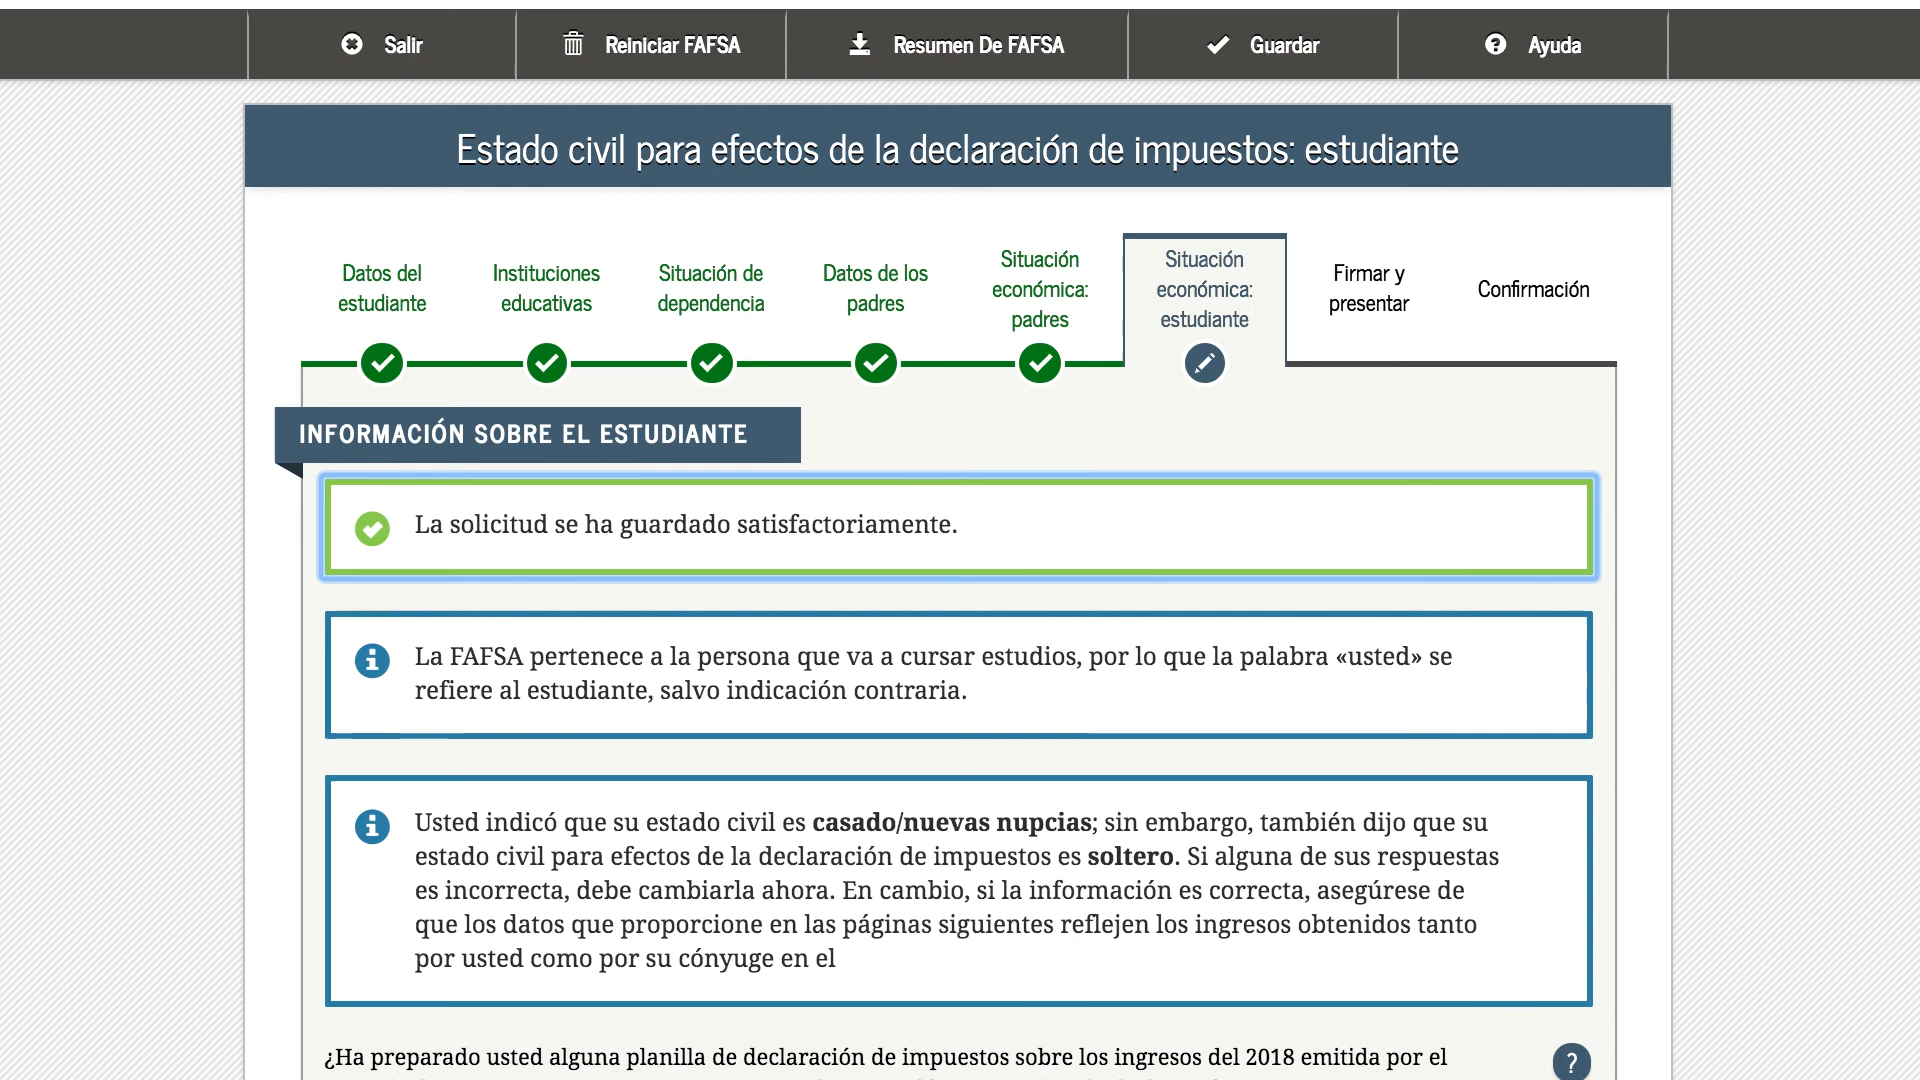 Salir
Reiniciar FAFSA
Resumen De FAFSA
Guardar
Ayuda
Estado civil para efectos de la declaración de impuestos: estudiante
Datos del
estudiante
Instituciones
educativas
Situación de
dependencia
Datos de los
padres
Situación
económica:
padres
Situación
económica:
estudiante
Firmar y
presentar
Confirmación
INFORMACIÓN SOBRE EL ESTUDIANTE
La solicitud se ha guardado satisfactoriamente.
La FAFSA pertenece a la persona que va a cursar estudios, por lo que la palabra «usted» se
refiere al estudiante, salvo indicación contraria.
Usted indicó que su estado civil es casado/nuevas nupcias; sin embargo, también dijo que su
estado civil para efectos de la declaración de impuestos es soltero. Si alguna de sus respuestas
es incorrecta, debe cambiarla ahora. En cambio, si la información es correcta, asegúrese de
que los datos que proporcione en las páginas siguientes reflejen los ingresos obtenidos tanto
por usted como por su cónyuge en el
¿Ha preparado usted alguna planilla de declaración de impuestos sobre los ingresos del 2018 emitida por el
?